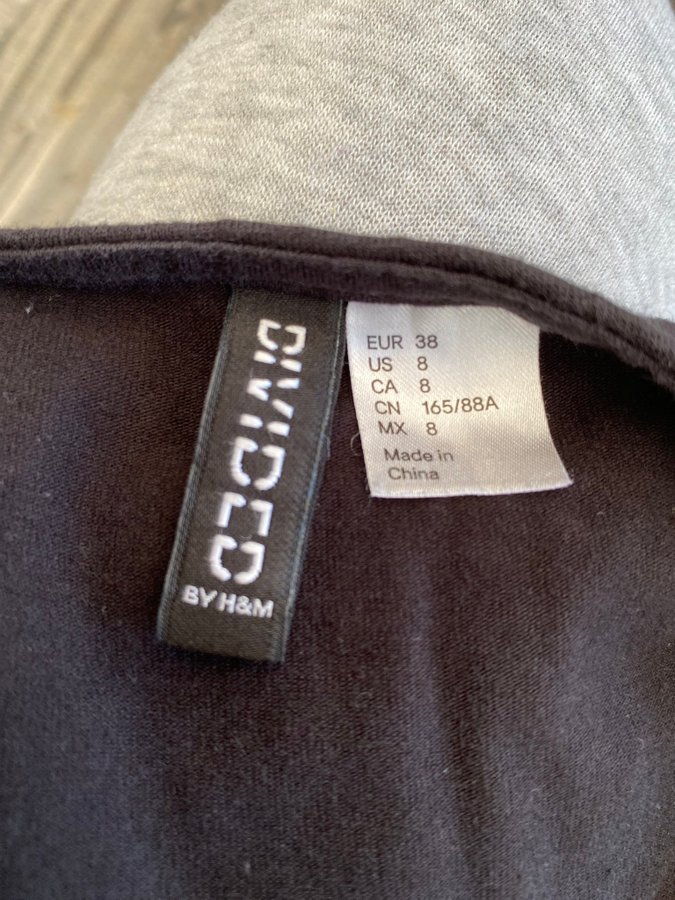 DIVIDED
BY H&M
EUR 38
US 8
CA 8
CN 165/88A
MX 8
Made in
China